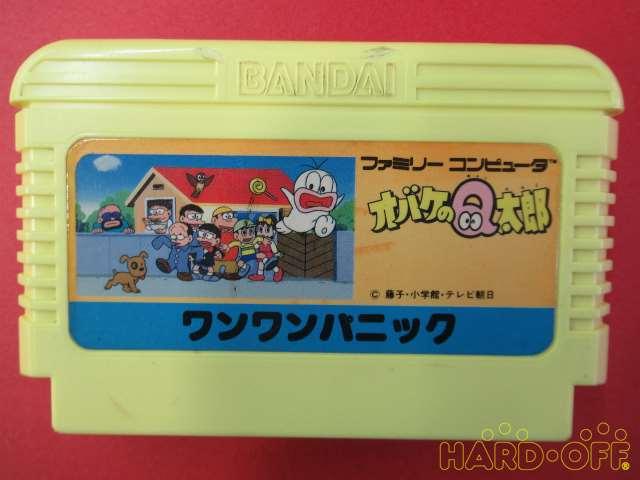 BANDAI
ファミリー コンピュータ™
オバケのQ太郎
© 藤子・小学館・テレビ朝日
ワンワンパニック
HARD-OFF®